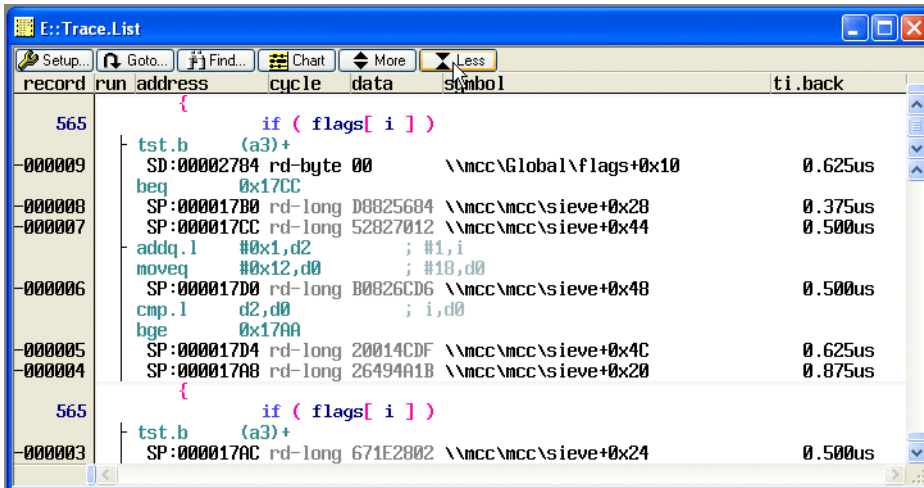 E::Trace.List
Setup... Goto... Find... Chart More Less
record run address cycle data symbol ti.back
{
565 if ( flags[ i ] )
tst.b (a3)+
-000009 SD:00002784 rd-byte 00 \\mcc\Global\flags+0x10 0.625us
beq 0x17CC
-000008 SP:000017B0 rd-long D8825684 \\mcc\mcc\sieve+0x28 0.375us
-000007 SP:000017CC rd-long 52827012 \\mcc\mcc\sieve+0x44 0.500us
addq.l #0x1,d2 ; #1,i
moveq #0x12,d0 ; #18,d0
-000006 SP:000017D0 rd-long B0826CD6 \\mcc\mcc\sieve+0x48 0.500us
cmp.l d2,d0 ; i,d0
bge 0x17AA
-000005 SP:000017D4 rd-long 20014CDF \\mcc\mcc\sieve+0x4C 0.625us
-000004 SP:000017A8 rd-long 26494A1B \\mcc\mcc\sieve+0x20 0.875us
{
565 if ( flags[ i ] )
tst.b (a3)+
-000003 SP:000017AC rd-long 671E2802 \\mcc\mcc\sieve+0x24 0.500us